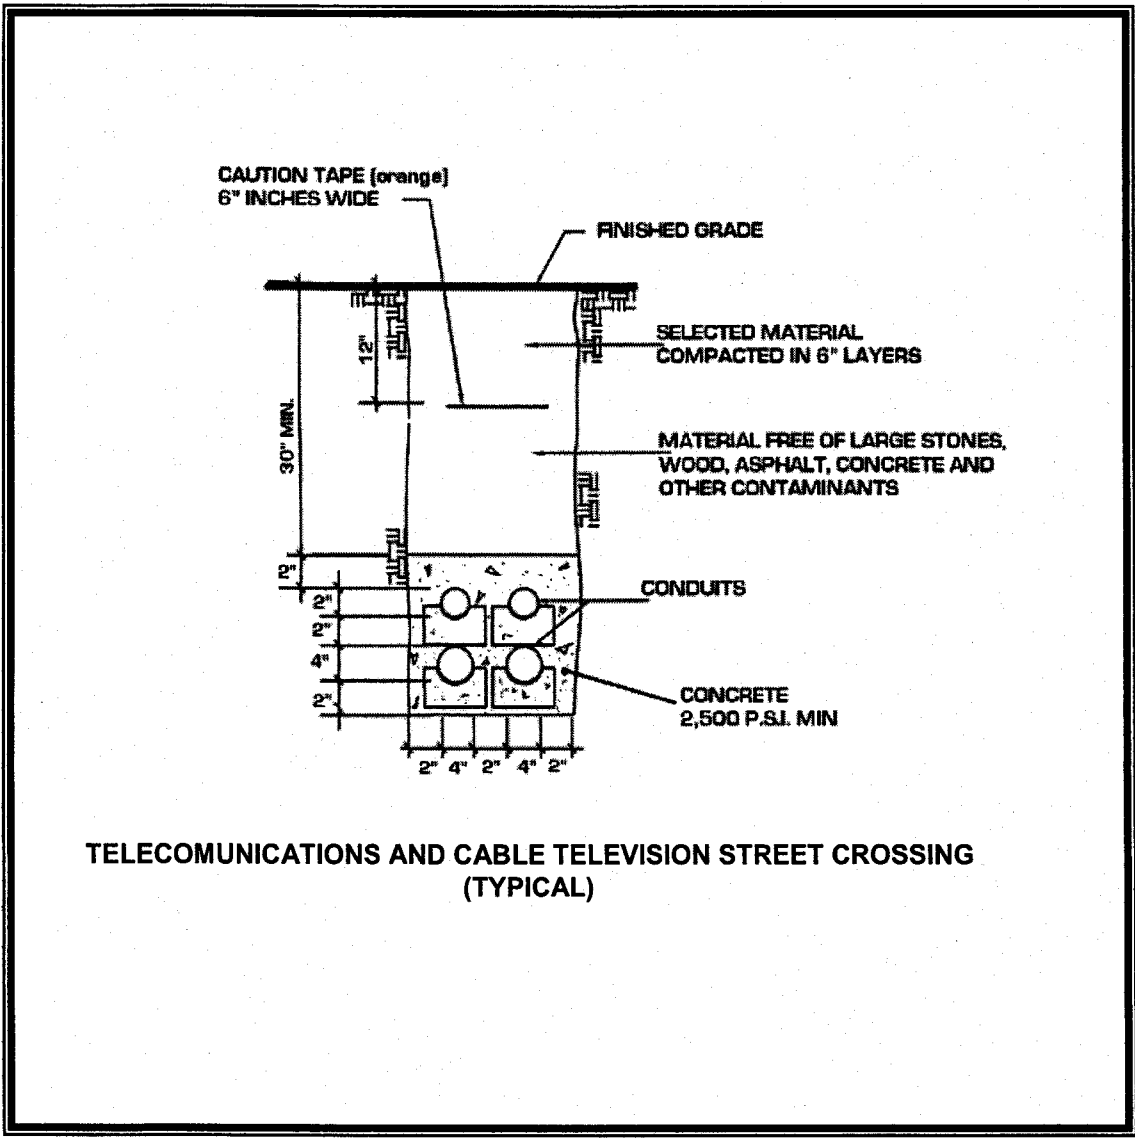 CAUTION TAPE (orange)
6" INCHES WIDE
FINISHED GRADE
SELECTED MATERIAL
COMPACTED IN 6" LAYERS
12"
30" MIN.
MATERIAL FREE OF LARGE STONES,
WOOD, ASPHALT, CONCRETE AND
OTHER CONTAMINANTS
2"
2"
2"
4"
2"
CONDUITS
CONCRETE
2,500 P.S.I. MIN
2" 4" 2" 4" 2"
TELECOMUNICATIONS AND CABLE TELEVISION STREET CROSSING
(TYPICAL)